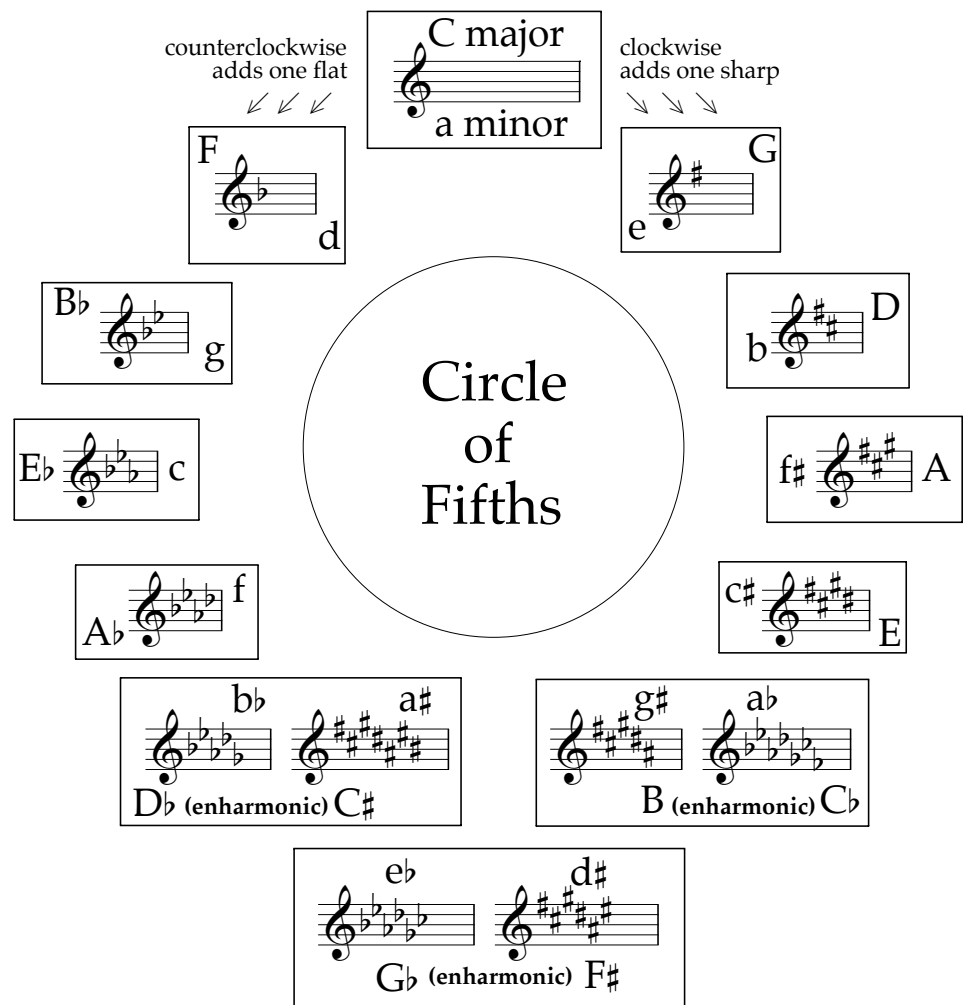 C major
a minor
counterclockwise
adds one flat
clockwise
adds one sharp
F
d
G
e
B♭
g
D
b
E♭
c
f♯
A
A♭
f
c♯
E
b♭
a♯
D♭ (enharmonic) C♯
g♯
a♭
B (enharmonic) C♭
e♭
d♯
G♭ (enharmonic) F♯
Circle
of
Fifths